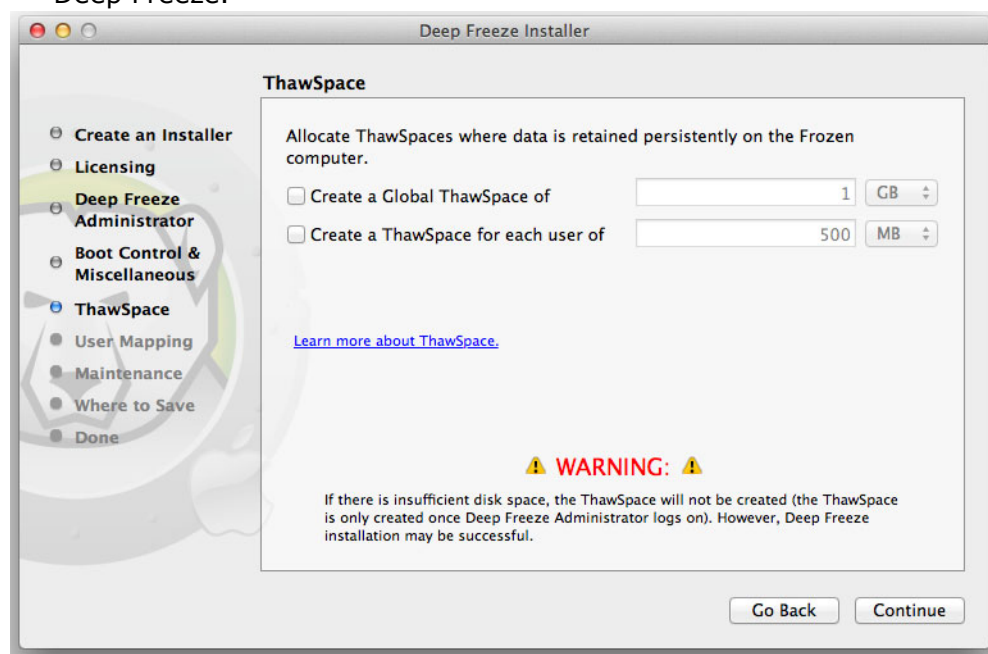 Deep Freeze.
Deep Freeze Installer
ThawSpace
Create an Installer
Licensing
Deep Freeze
Administrator
Boot Control &
Miscellaneous
ThawSpace
User Mapping
Maintenance
Where to Save
Done
Allocate ThawSpaces where data is retained persistently on the Frozen
computer.
Create a Global ThawSpace of 1 GB
Create a ThawSpace for each user of 500 MB
Learn more about ThawSpace.
WARNING:
If there is insufficient disk space, the ThawSpace will not be created (the ThawSpace
is only created once Deep Freeze Administrator logs on). However, Deep Freeze
installation may be successful.
Go Back Continue